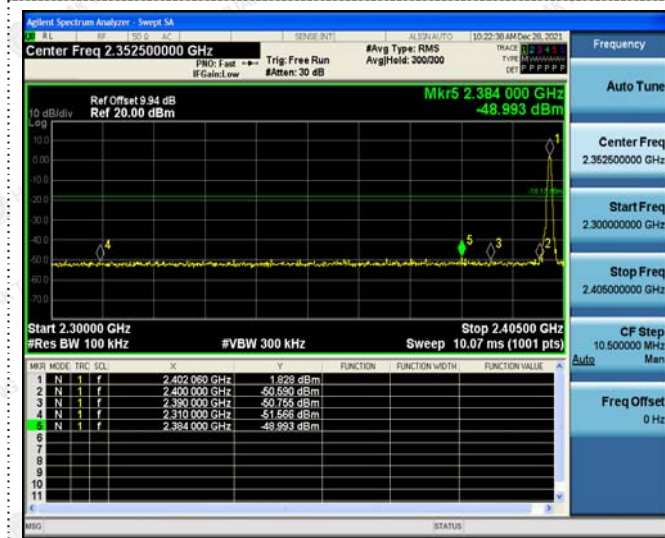 Agilent Spectrum Analyzer - Swept SA
RL RF 50 Ω AC SENSE:INT ALIGN AUTO 10:22:38 AM Dec 28, 2021
Center Freq 2.352500000 GHz
PNO: Fast
IFGain:Low
Trig: Free Run
#Atten: 30 dB
#Avg Type: RMS
Avg|Hold: 300/300
TRACE 1 2 3 4 5 6
TYPE M
DET P P P P P P
Frequency
Mkr5 2.384 000 GHz
-48.993 dBm
Ref Offset 9.94 dB
10 dB/div Ref 20.00 dBm
Log
10.0
0.00
-10.0
-20.0
-30.0
-40.0
-50.0
-60.0
-70.0
1
2
3
4
5
Start 2.30000 GHz
#Res BW 100 kHz
#VBW 300 kHz
Stop 2.40500 GHz
Sweep 10.07 ms (1001 pts)
MKR MODE TRC SCL X Y FUNCTION FUNCTION WIDTH FUNCTION VALUE
1 N 1 f 2.402 060 GHz 1.828 dBm
2 N 1 f 2.400 000 GHz -50.590 dBm
3 N 1 f 2.390 000 GHz -50.755 dBm
4 N 1 f 2.310 000 GHz -51.566 dBm
5 N 1 f 2.384 000 GHz -48.993 dBm
6
7
8
9
10
11
MSG STATUS
Auto Tune
Center Freq
2.352500000 GHz
Start Freq
2.300000000 GHz
Stop Freq
2.405000000 GHz
CF Step
10.500000 MHz
Auto Man
Freq Offset
0 Hz